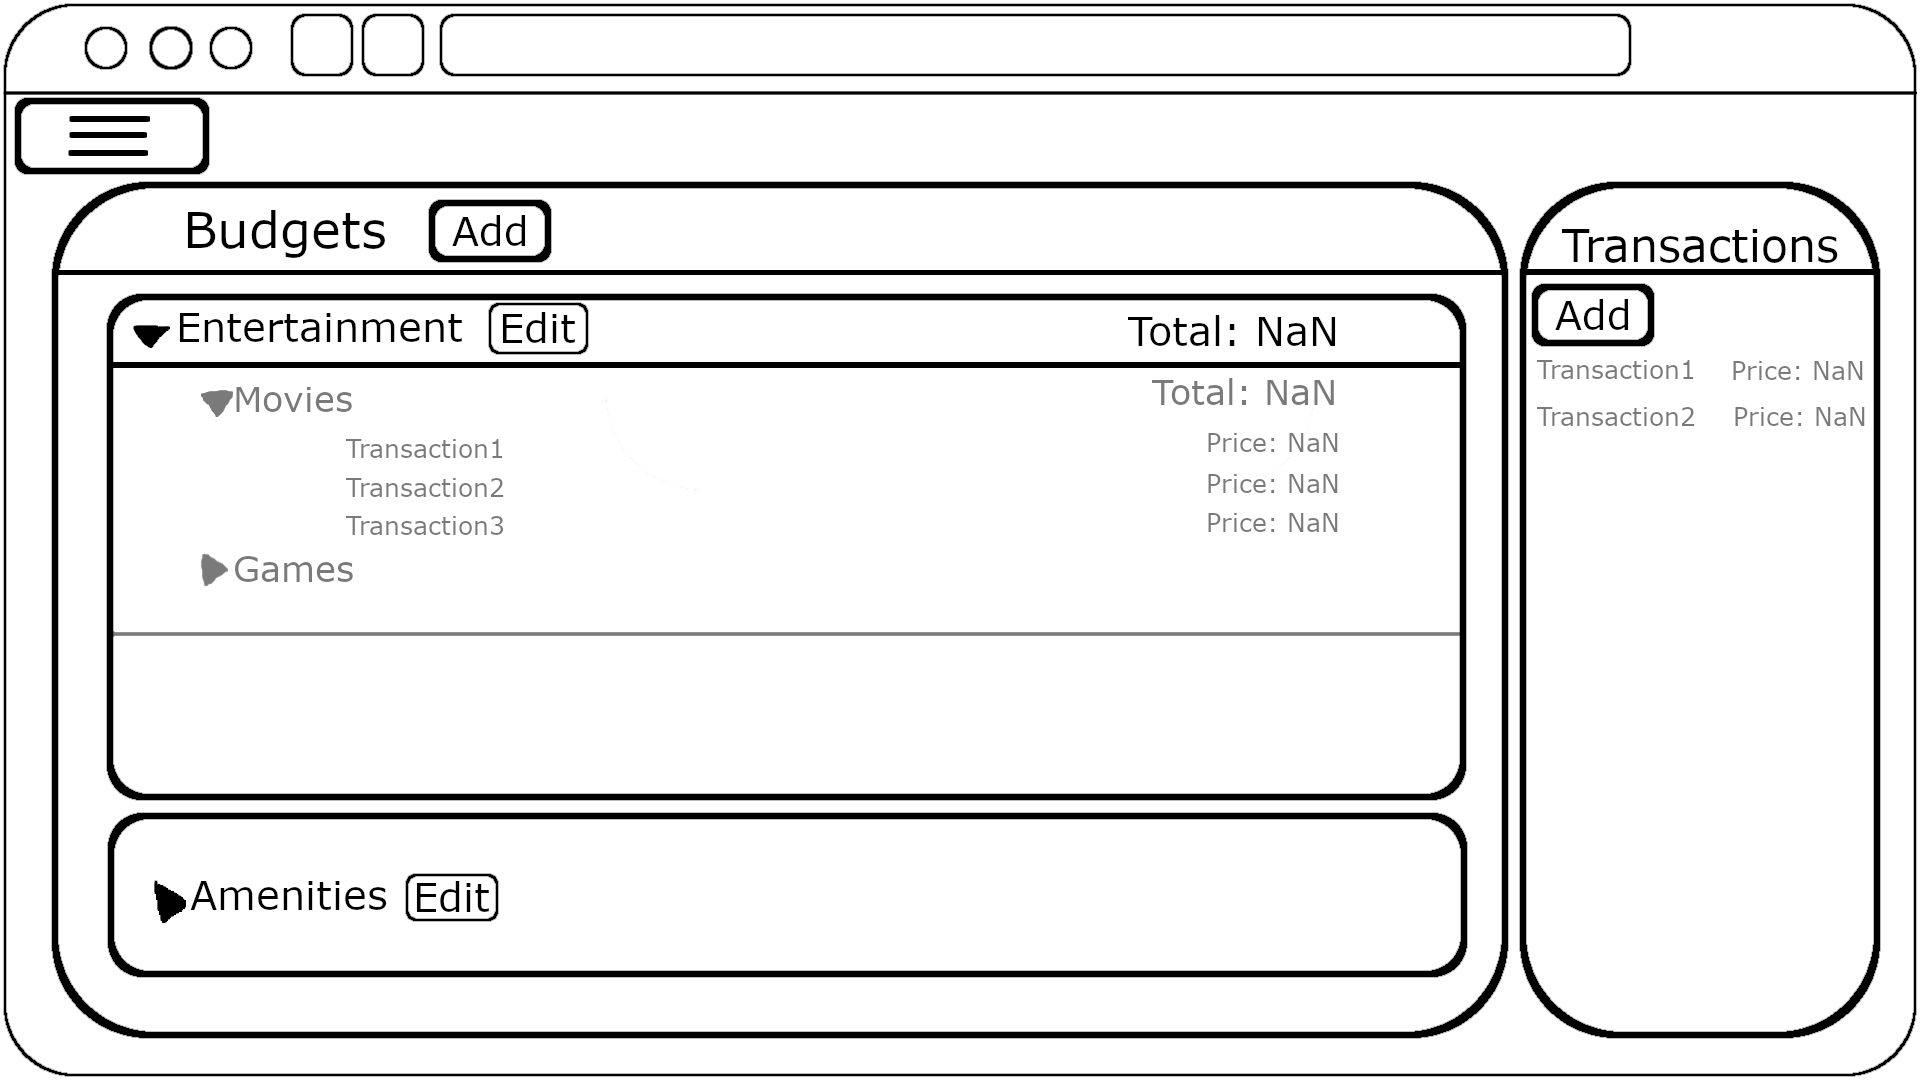 Budgets Add
Entertainment Edit Total: NaN
Movies Total: NaN
Transaction1 Price: NaN
Transaction2 Price: NaN
Transaction3 Price: NaN
Games
Amenities Edit
Transactions
Add
Transaction1 Price: NaN
Transaction2 Price: NaN